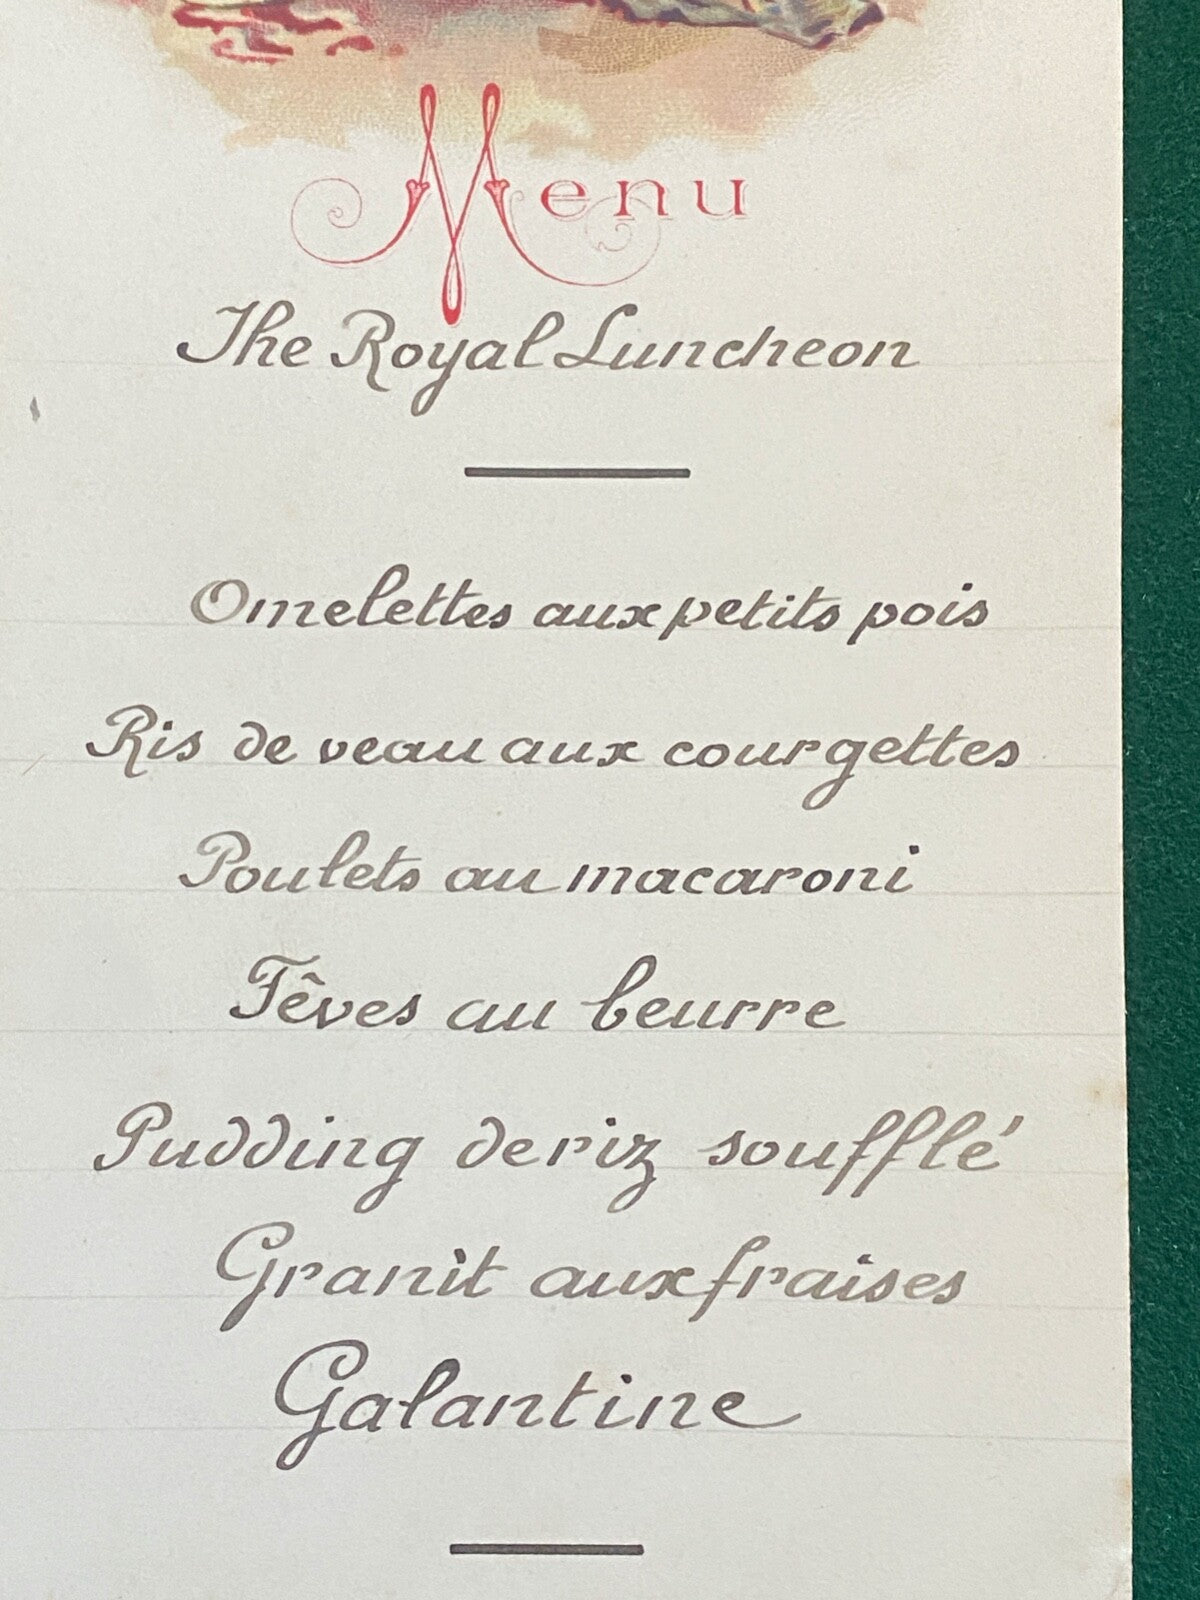 Menu
The Royal Luncheon
Omelettes aux petits pois
Ris de veau aux courgettes
Poulets au macaroni
Fêves au beurre
Pudding de riz soufflé
Granit aux fraises
Galantine